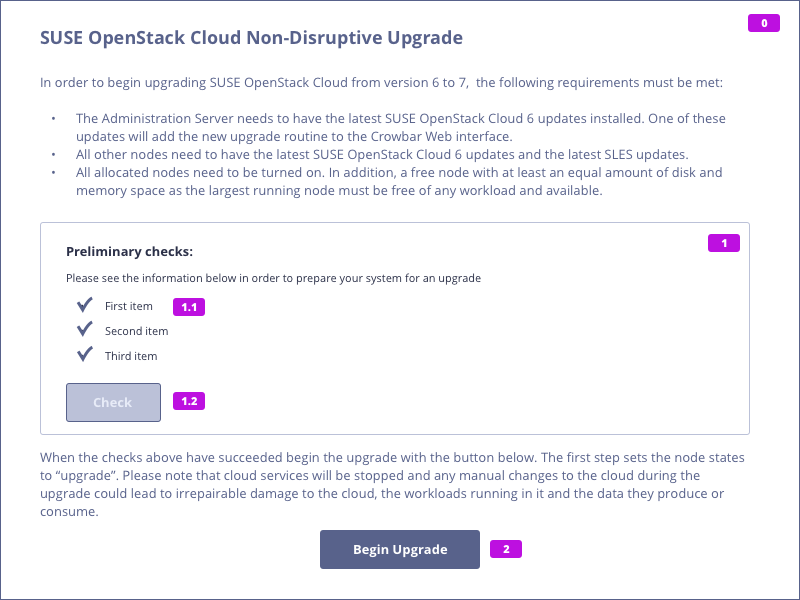 0
SUSE OpenStack Cloud Non-Disruptive Upgrade
In order to begin upgrading SUSE OpenStack Cloud from version 6 to 7,  the following requirements must be met:
• The Administration Server needs to have the latest SUSE OpenStack Cloud 6 updates installed. One of these
updates will add the new upgrade routine to the Crowbar Web interface.
• All other nodes need to have the latest SUSE OpenStack Cloud 6 updates and the latest SLES updates.
• All allocated nodes need to be turned on. In addition, a free node with at least an equal amount of disk and
memory space as the largest running node must be free of any workload and available.
1
Preliminary checks:
Please see the information below in order to prepare your system for an upgrade
First item 1.1
Second item
Third item
Check 1.2
When the checks above have succeeded begin the upgrade with the button below. The first step sets the node states
to “upgrade”. Please note that cloud services will be stopped and any manual changes to the cloud during the
upgrade could lead to irrepairable damage to the cloud, the workloads running in it and the data they produce or
consume.
Begin Upgrade 2